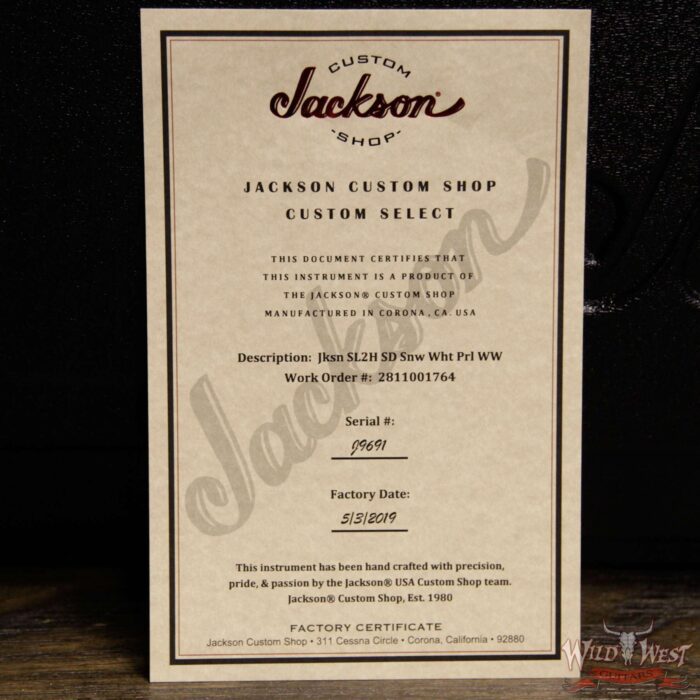 CUSTOM
Jackson®
-SHOP-
JACKSON CUSTOM SHOP
CUSTOM SELECT
THIS DOCUMENT CERTIFIES THAT
THIS INSTRUMENT IS A PRODUCT OF
THE JACKSON® CUSTOM SHOP
MANUFACTURED IN CORONA, CA. USA
Jackson
Description: Jksn SL2H SD Snw Wht Prl WW
Work Order #: 2811001764
Serial #:
J9691
Factory Date:
5/3/2019
This instrument has been hand crafted with precision,
pride, & passion by the Jackson® USA Custom Shop team.
Jackson® Custom Shop, Est. 1980
FACTORY CERTIFICATE
Jackson Custom Shop • 311 Cessna Circle • Corona, California • 92880
WILD WEST
GUITARS